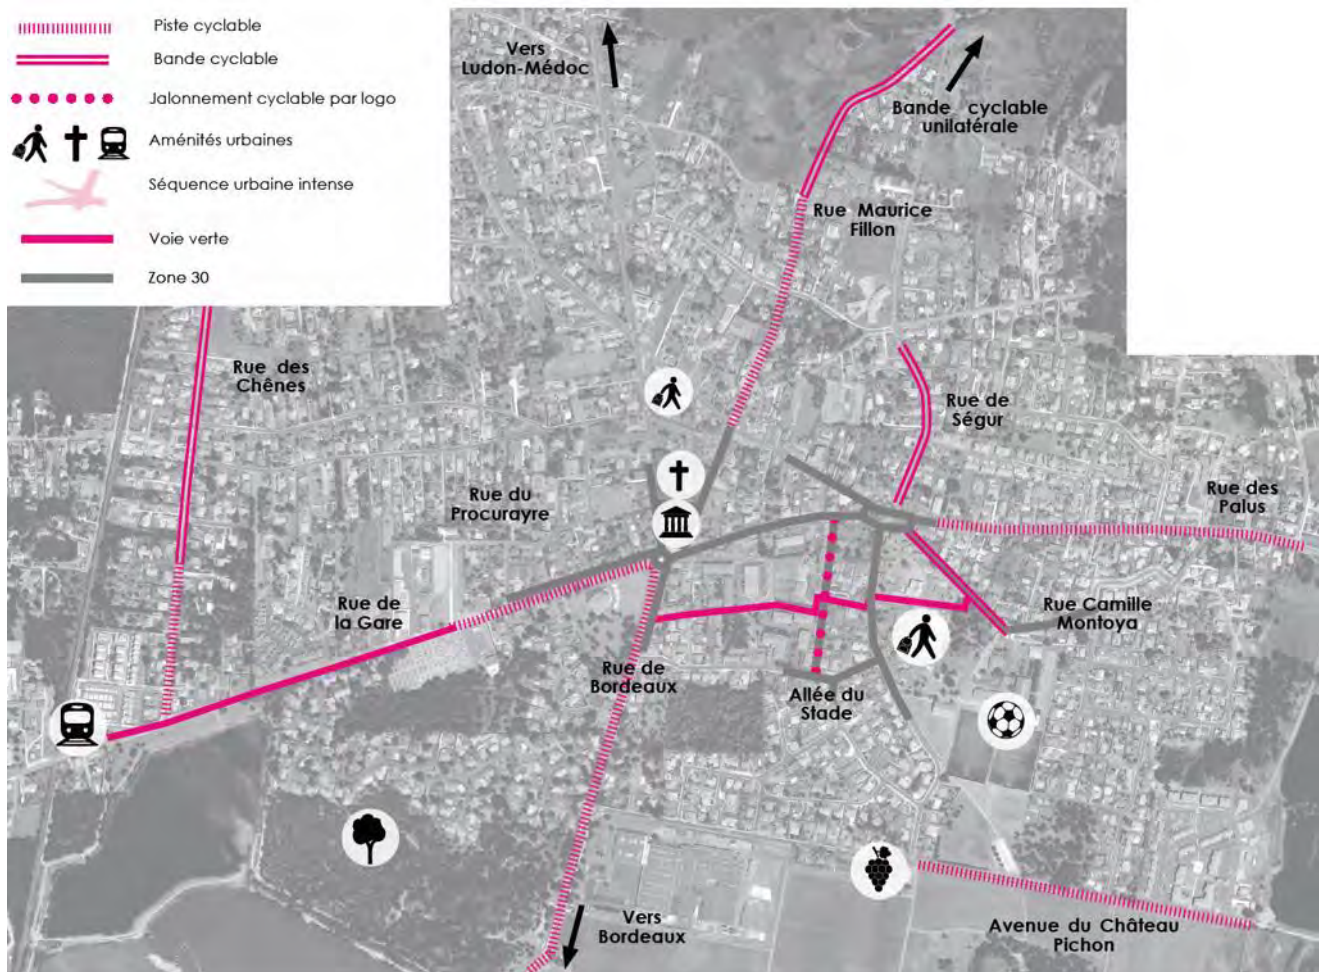 Piste cyclable
Bande cyclable
Jalonnement cyclable par logo
Aménités urbaines
Séquence urbaine intense
Voie verte
Zone 30
Vers
Ludon-Médoc
Bande cyclable
unilatérale
Rue Maurice
Fillon
Rue des
Chênes
Rue de
Ségur
Rue du
Procurayre
Rue des
Palus
Rue de
la Gare
Rue Camille
Montoya
Rue de
Bordeaux
Allée du
Stade
Vers
Bordeaux
Avenue du Château
Pichon